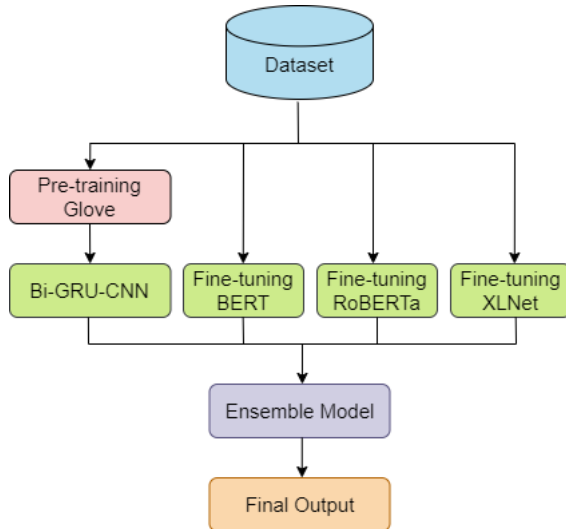 Dataset
Pre-training
Glove
Bi-GRU-CNN
Fine-tuning
BERT
Fine-tuning
RoBERTa
Fine-tuning
XLNet
Ensemble Model
Final Output